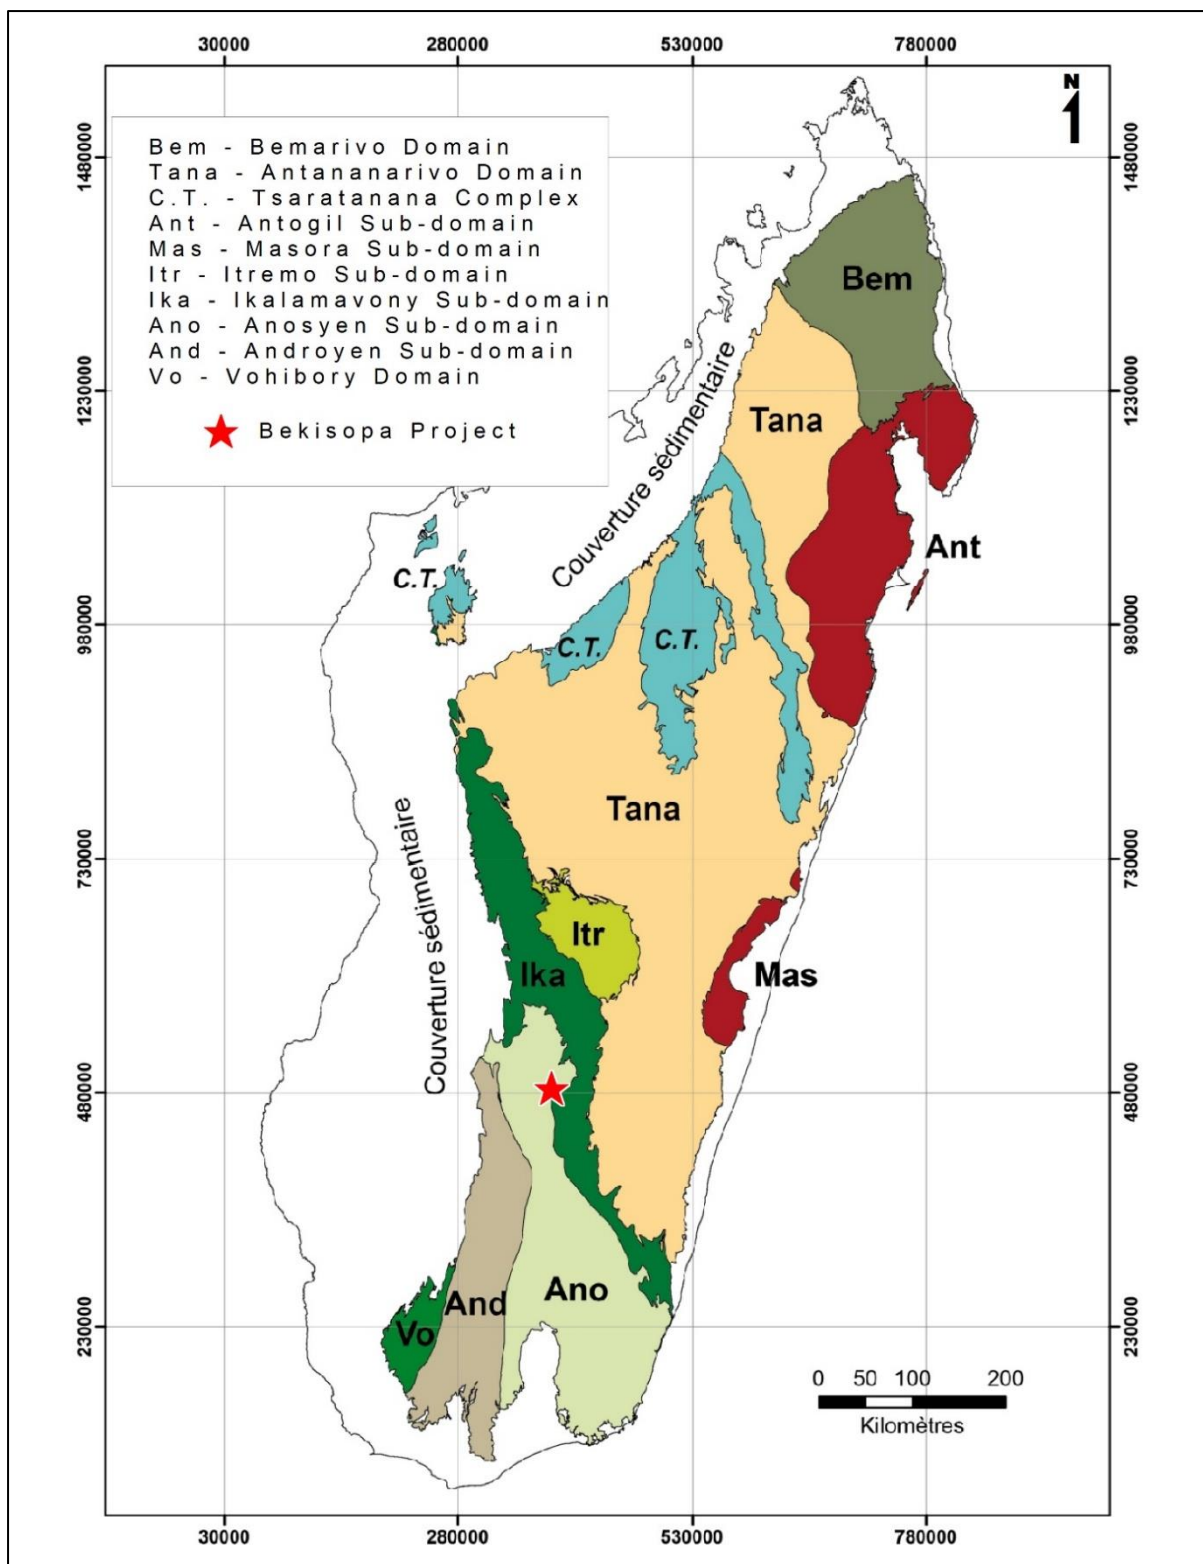 30000 280000 530000 780000
N
Bem - Bemarivo Domain
Tana - Antananarivo Domain
C.T. - Tsaratanana Complex
Ant - Antogil Sub-domain
Mas - Masora Sub-domain
Itr - Itremo Sub-domain
Ika - Ikalamavony Sub-domain
Ano - Anosyen Sub-domain
And - Androyen Sub-domain
Vo - Vohibory Domain
Bekisopa Project
1480000 1480000
Bem
1230000 1230000
Tana
Couverture sédimentaire
Ant
C.T.
980000 980000
C.T. C.T.
Tana
730000 730000
Couverture sédimentaire
Itr
Ika
Mas
480000 480000
Ano
And
Vo
230000 230000
0 50 100 200
Kilomètres
30000 280000 530000 780000